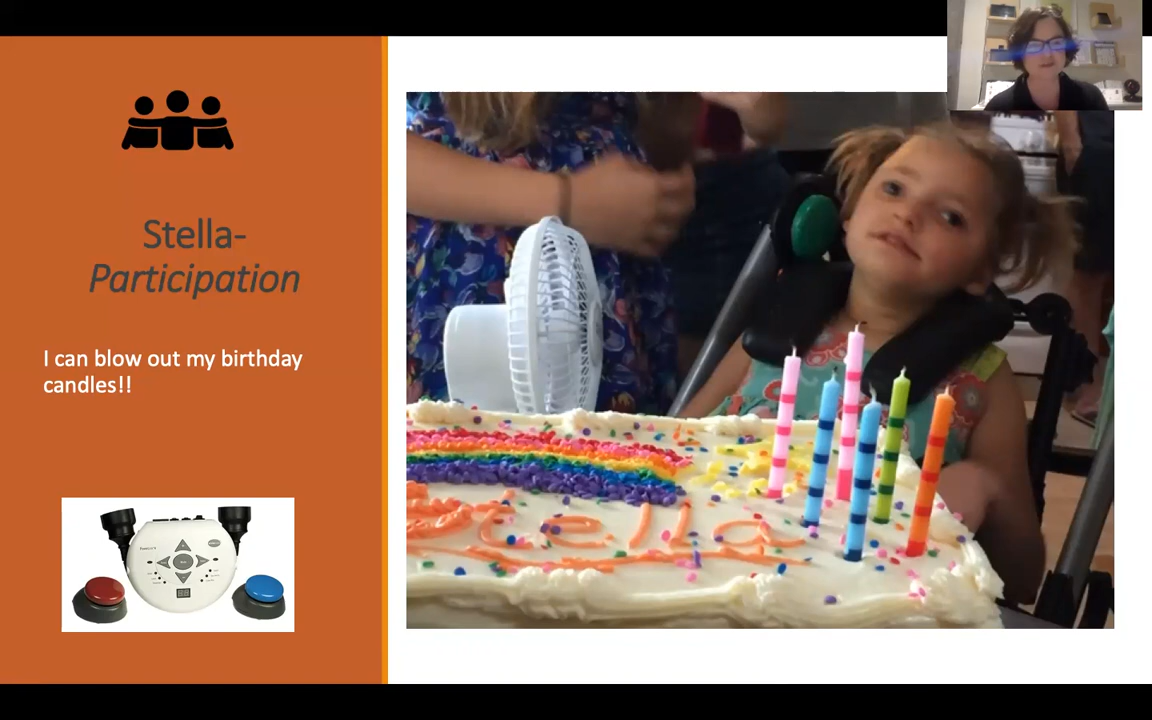 Stella-
Participation
I can blow out my birthday
candles!!
Stella